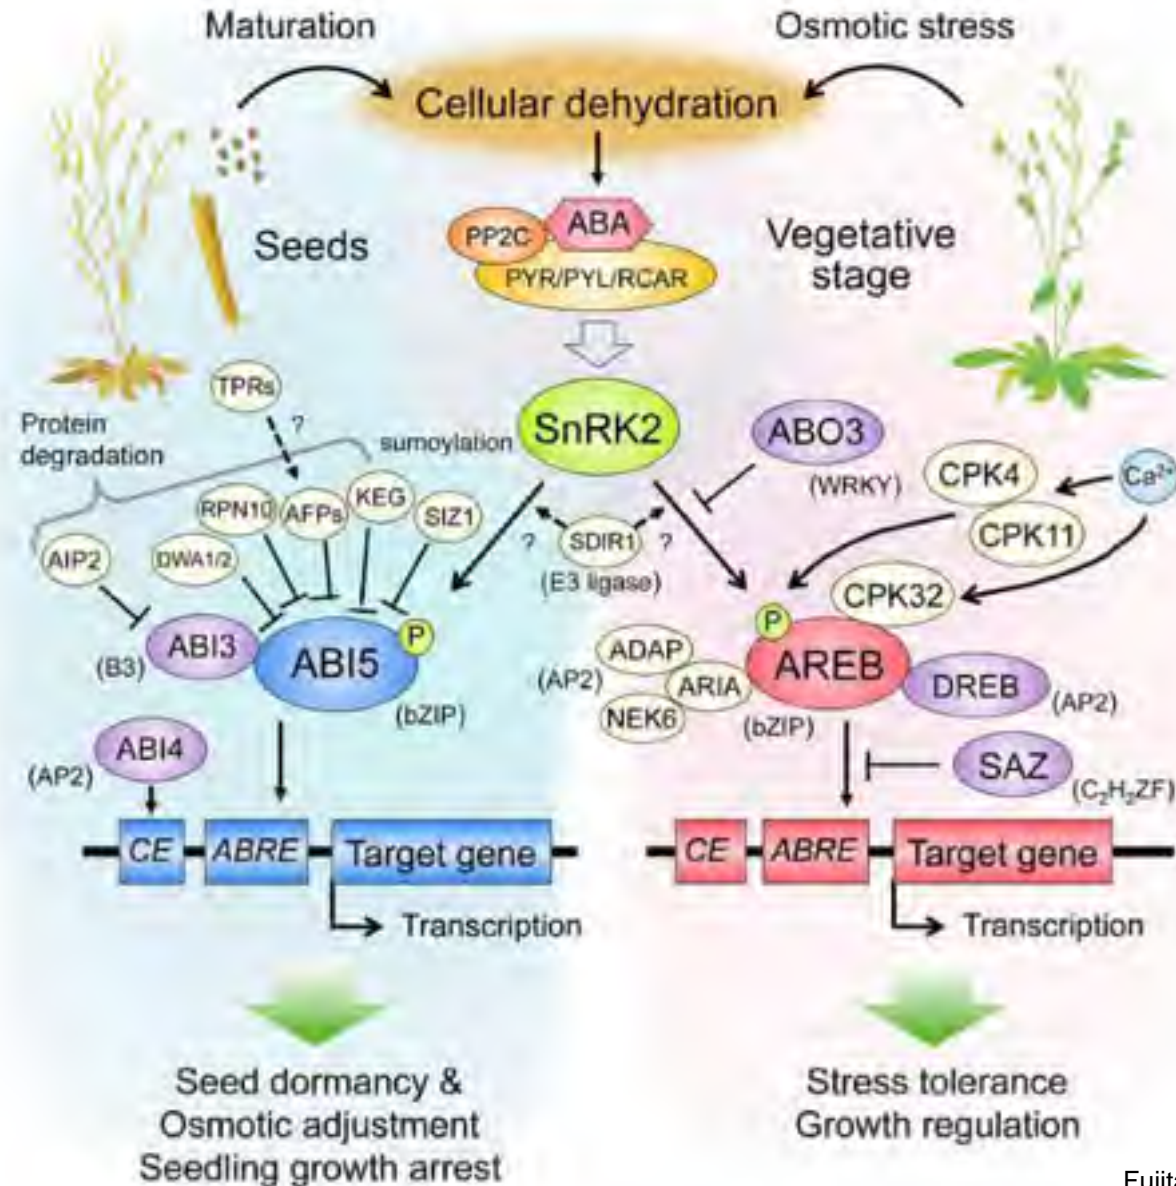 Maturation
Osmotic stress
Cellular dehydration
PP2C
ABA
PYR/PYL/RCAR
Seeds
Vegetative
stage
TPRs
?
Protein
degradation
sumoylation
SnRK2
ABO3
(WRKY)
CPK4
Ca2+
CPK11
RPN10
AFPs
KEG
SIZ1
AIP2
DWA1/2
?
SDIR1
?
(E3 ligase)
CPK32
ABI3
(B3)
ABI5
P
(bZIP)
P
AREB
(bZIP)
ADAP
(AP2)
ARIA
NEK6
DREB
(AP2)
ABI4
(AP2)
SAZ
(C2H2ZF)
CE
ABRE
Target gene
CE
ABRE
Target gene
Transcription
Transcription
Seed dormancy &
Osmotic adjustment
Seedling growth arrest
Stress tolerance
Growth regulation